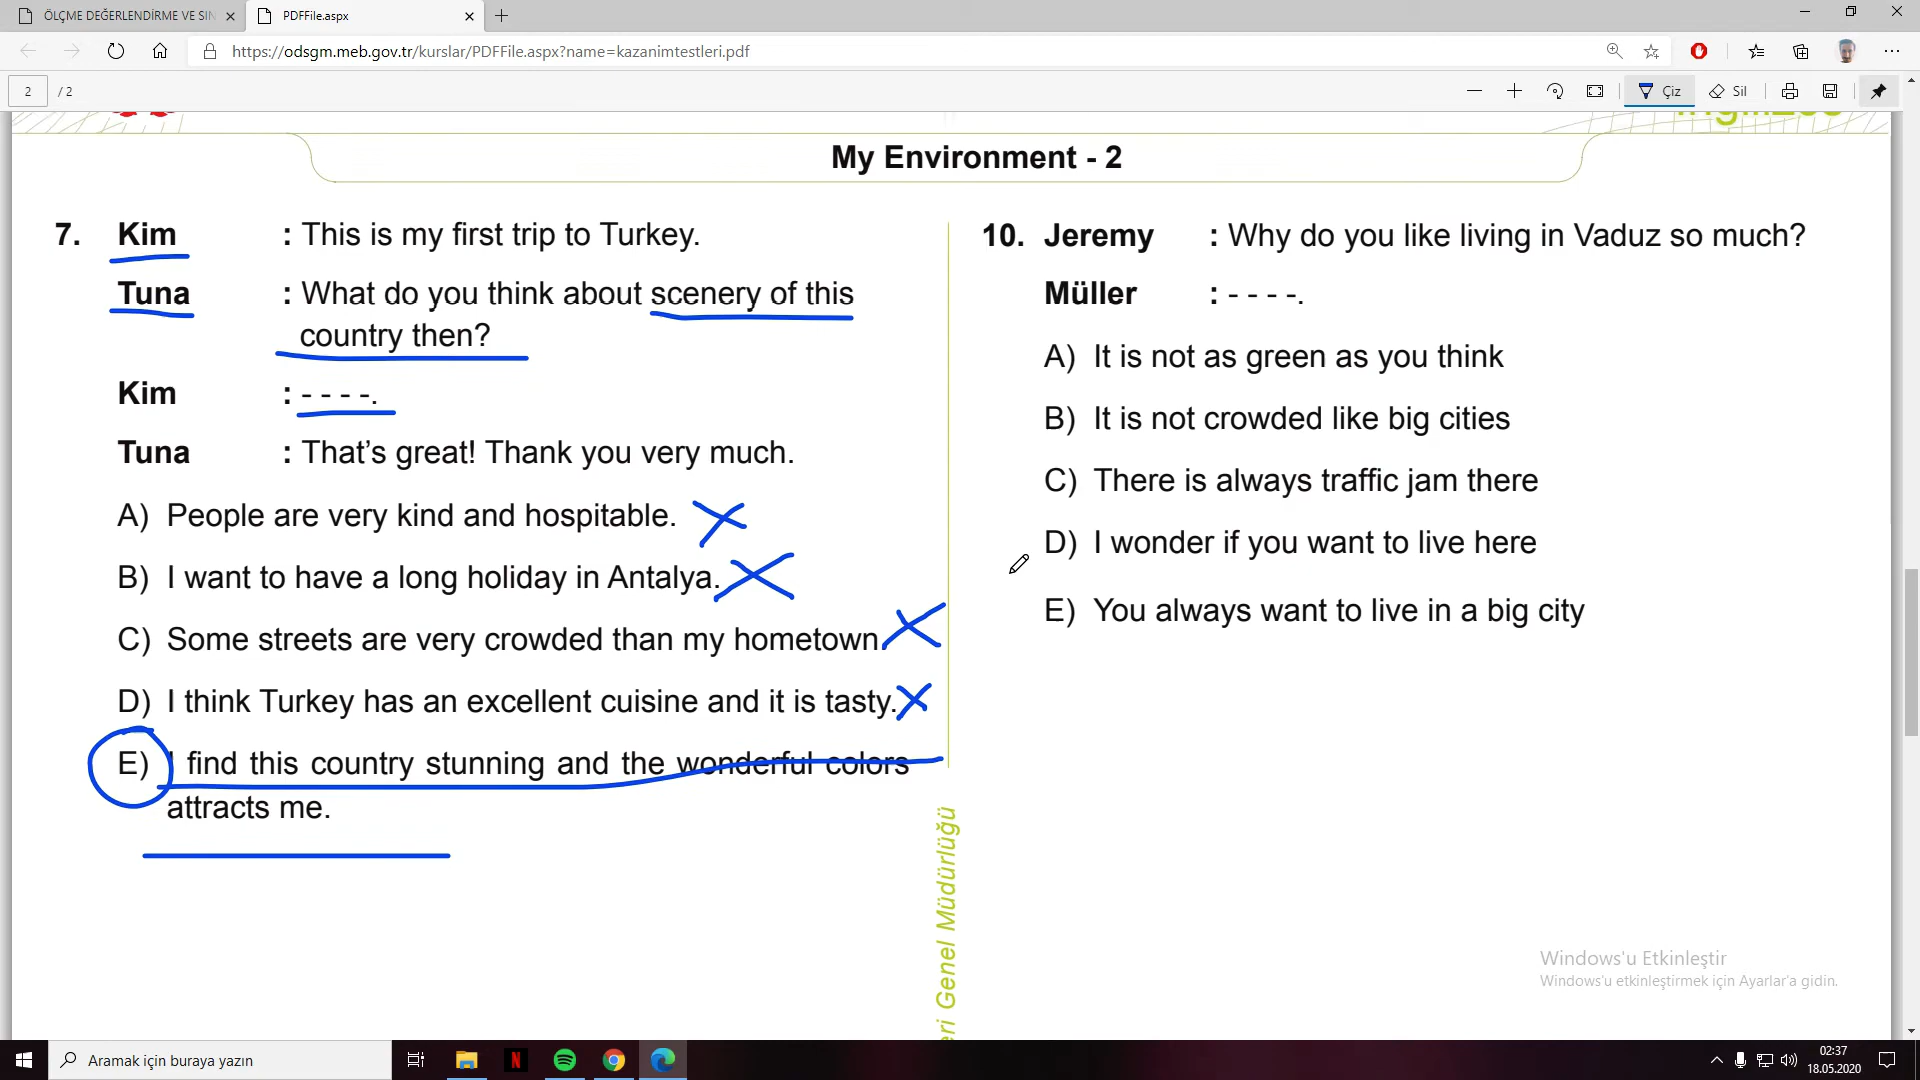 ÖLÇME DEĞERLENDİRME VE SIN
PDFFile.aspx
https://odsgm.meb.gov.tr/kurslar/PDFFile.aspx?name=kazanimtestleri.pdf
2 / 2
Çiz
Sil
My Environment - 2
7. Kim : This is my first trip to Turkey.
Tuna : What do you think about scenery of this
country then?
Kim : - - - -.
Tuna : That's great! Thank you very much.
A) People are very kind and hospitable.
B) I want to have a long holiday in Antalya.
C) Some streets are very crowded than my hometown.
D) I think Turkey has an excellent cuisine and it is tasty.
E) I find this country stunning and the wonderful colors
attracts me.
10. Jeremy : Why do you like living in Vaduz so much?
Müller : - - - -.
A) It is not as green as you think
B) It is not crowded like big cities
C) There is always traffic jam there
D) I wonder if you want to live here
E) You always want to live in a big city
eri Genel Müdürlüğü
Windows'u Etkinleştir
Windows'u etkinleştirmek için Ayarlar'a gidin.
Aramak için buraya yazın
02:37
18.05.2020